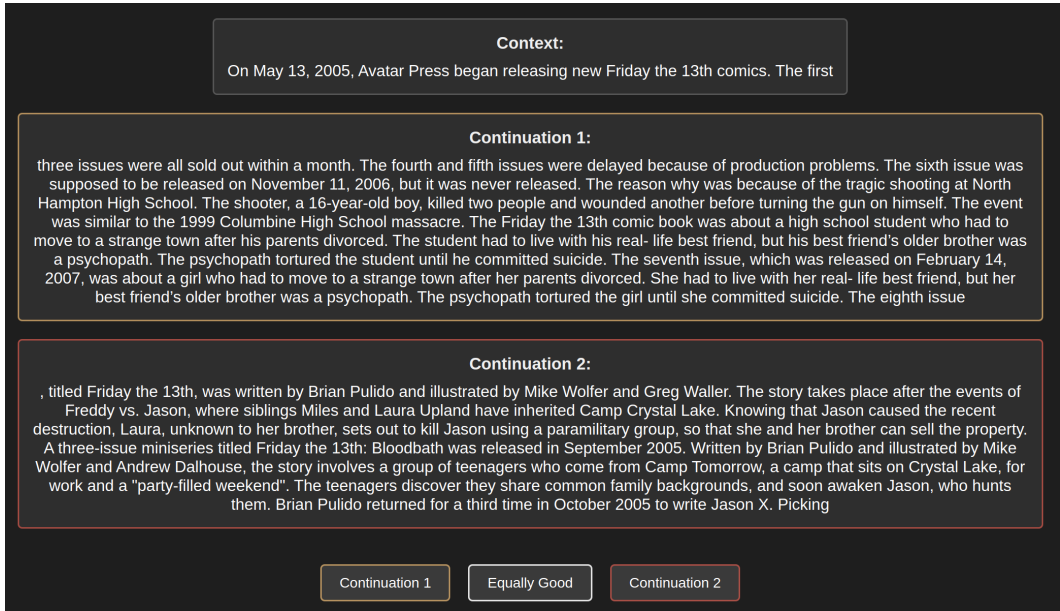 Context:
On May 13, 2005, Avatar Press began releasing new Friday the 13th comics. The first
Continuation 1:
three issues were all sold out within a month. The fourth and fifth issues were delayed because of production problems. The sixth issue was
supposed to be released on November 11, 2006, but it was never released. The reason why was because of the tragic shooting at North
Hampton High School. The shooter, a 16-year-old boy, killed two people and wounded another before turning the gun on himself. The event
was similar to the 1999 Columbine High School massacre. The Friday the 13th comic book was about a high school student who had to
move to a strange town after his parents divorced. The student had to live with his real- life best friend, but his best friend’s older brother was
a psychopath. The psychopath tortured the student until he committed suicide. The seventh issue, which was released on February 14,
2007, was about a girl who had to move to a strange town after her parents divorced. She had to live with her real- life best friend, but her
best friend’s older brother was a psychopath. The psychopath tortured the girl until she committed suicide. The eighth issue
Continuation 2:
, titled Friday the 13th, was written by Brian Pulido and illustrated by Mike Wolfer and Greg Waller. The story takes place after the events of
Freddy vs. Jason, where siblings Miles and Laura Upland have inherited Camp Crystal Lake. Knowing that Jason caused the recent
destruction, Laura, unknown to her brother, sets out to kill Jason using a paramilitary group, so that she and her brother can sell the property.
A three-issue miniseries titled Friday the 13th: Bloodbath was released in September 2005. Written by Brian Pulido and illustrated by Mike
Wolfer and Andrew Dalhouse, the story involves a group of teenagers who come from Camp Tomorrow, a camp that sits on Crystal Lake, for
work and a "party-filled weekend". The teenagers discover they share common family backgrounds, and soon awaken Jason, who hunts
them. Brian Pulido returned for a third time in October 2005 to write Jason X. Picking
Continuation 1
Equally Good
Continuation 2